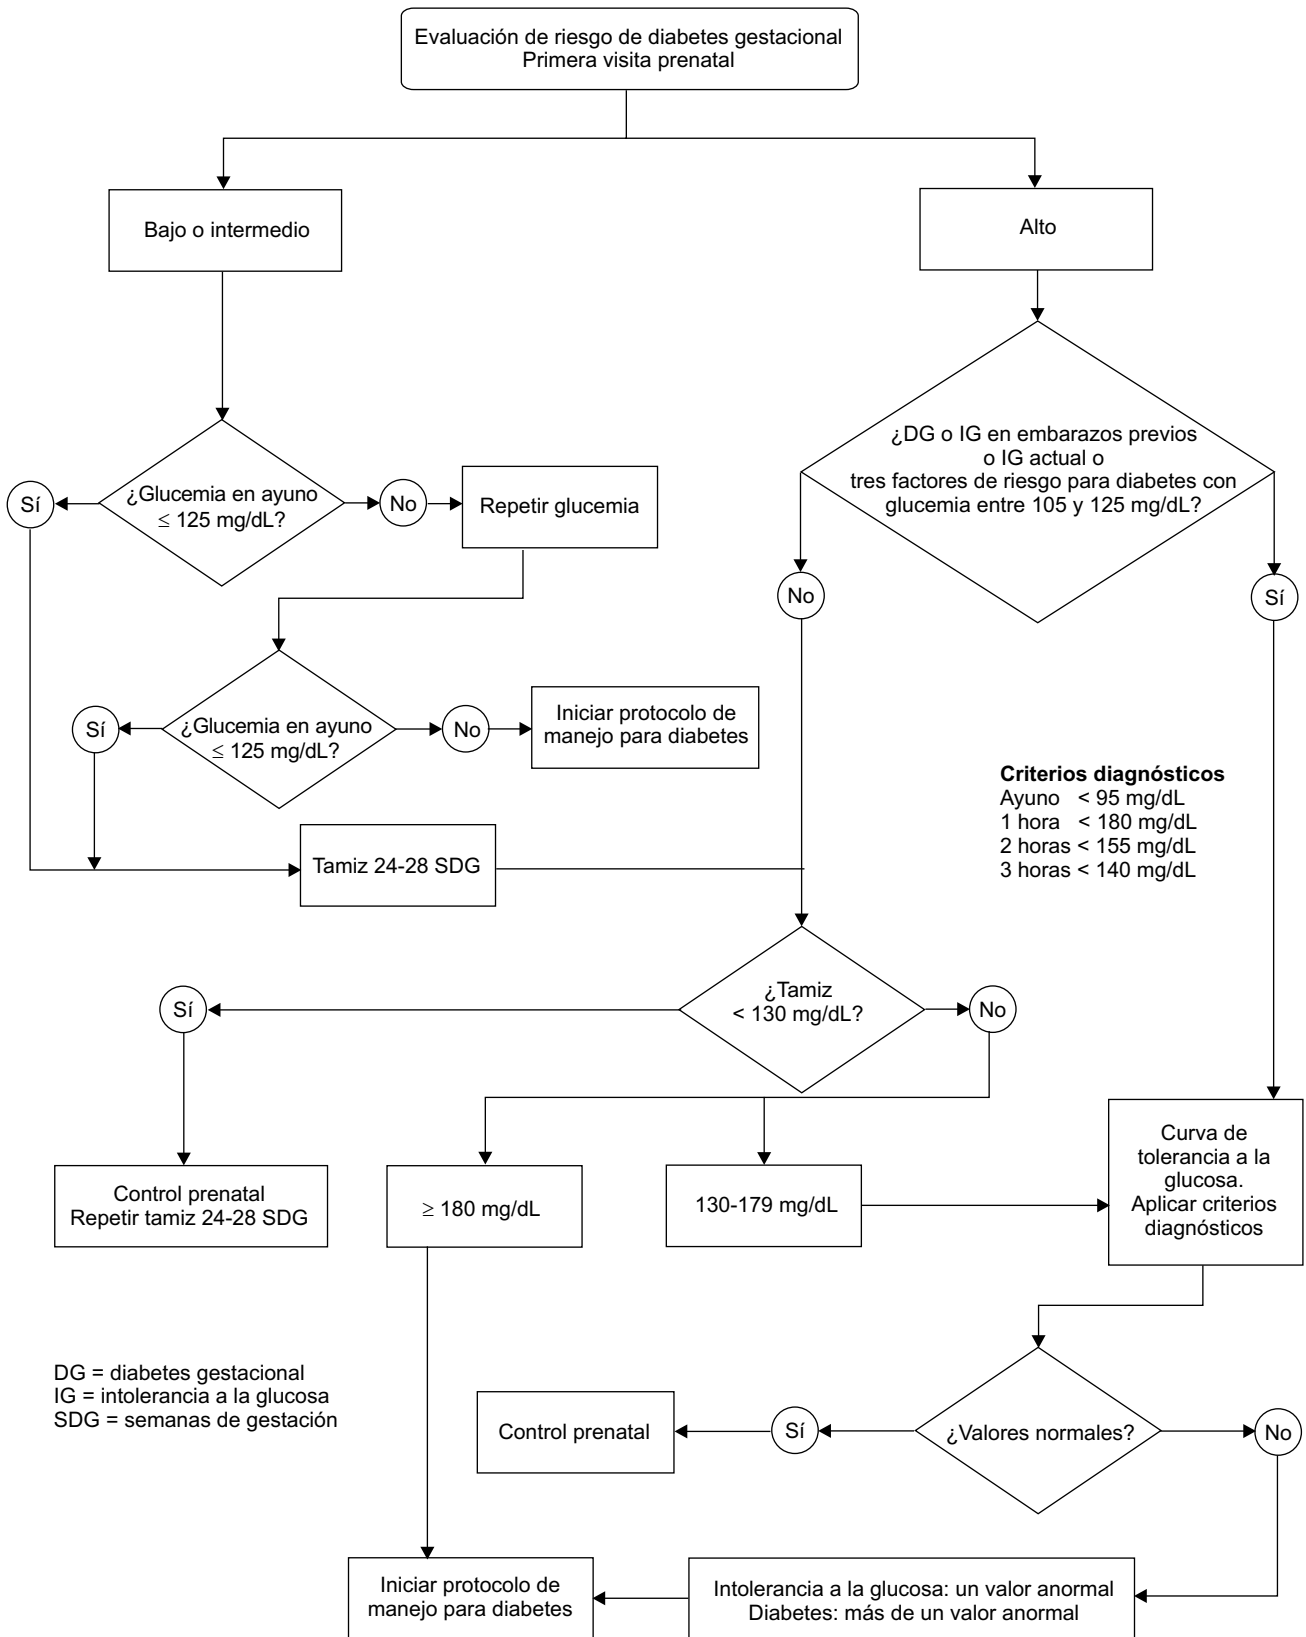 Evaluación de riesgo de diabetes gestacional
Primera visita prenatal
Bajo o intermedio
Alto
¿DG o IG en embarazos previos
o IG actual o
tres factores de riesgo para diabetes con
glucemia entre 105 y 125 mg/dL?
Sí
¿Glucemia en ayuno
≤ 125 mg/dL?
No
Repetir glucemia
No
Sí
Sí
¿Glucemia en ayuno
≤ 125 mg/dL?
No
Iniciar protocolo de
manejo para diabetes
Criterios diagnósticos
Ayuno < 95 mg/dL
1 hora < 180 mg/dL
2 horas < 155 mg/dL
3 horas < 140 mg/dL
Tamiz 24-28 SDG
Sí
¿Tamiz
< 130 mg/dL?
No
Control prenatal
Repetir tamiz 24-28 SDG
≥ 180 mg/dL
130-179 mg/dL
Curva de
tolerancia a la
glucosa.
Aplicar criterios
diagnósticos
DG = diabetes gestacional
IG = intolerancia a la glucosa
SDG = semanas de gestación
Control prenatal
Sí
¿Valores normales?
No
Iniciar protocolo de
manejo para diabetes
Intolerancia a la glucosa: un valor anormal
Diabetes: más de un valor anormal